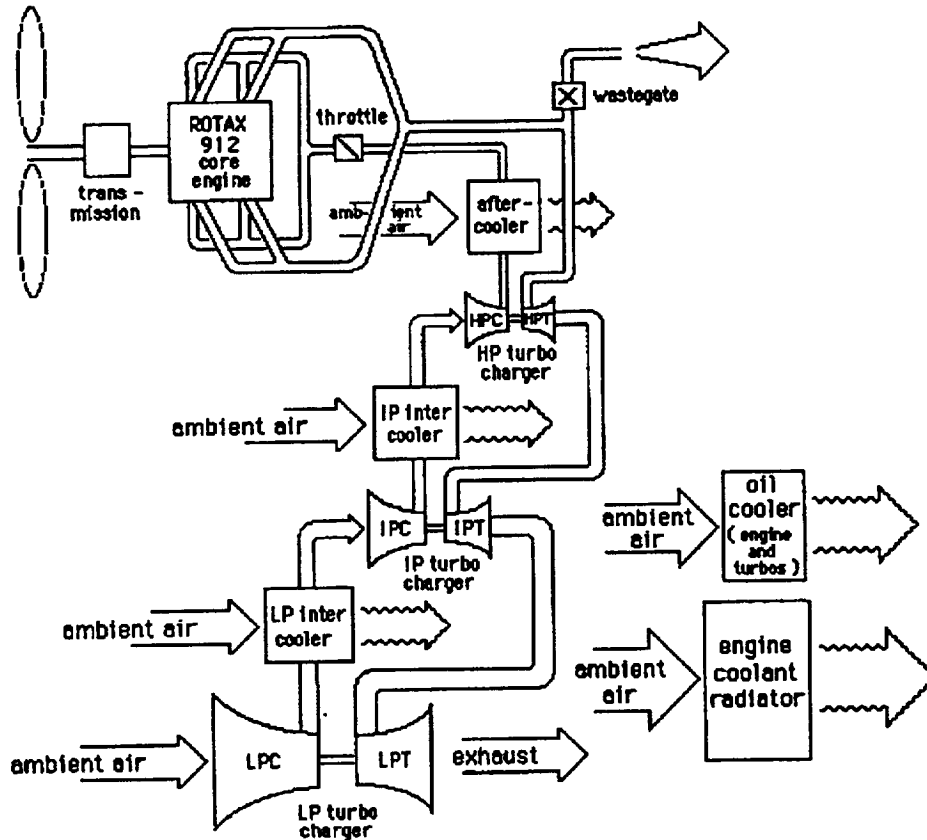 wastegate
throttle
ROTAX
912
core
engine
trans -
mission
ambient
air
after-
cooler
HPC
HPT
HP turbo
charger
ambient air
IP inter
cooler
IPC
IPT
IP turbo
charger
oil
cooler
( engine
and
turbos )
ambient
air
ambient air
LP inter
cooler
engine
coolant
radiator
ambient
air
ambient air
LPC
LPT
exhaust
LP turbo
charger